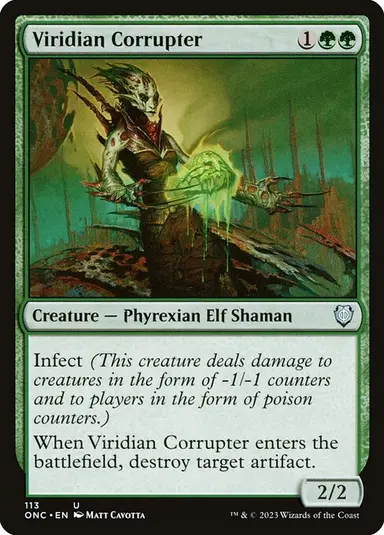 Viridian Corrupter 1
Creature — Phyrexian Elf Shaman
Infect (This creature deals damage to
creatures in the form of -1/-1 counters
and to players in the form of poison
counters.)
When Viridian Corrupter enters the
battlefield, destroy target artifact.
2/2
113 U
ONC • EN Matt Cavotta
™ & © 2023 Wizards of the Coast